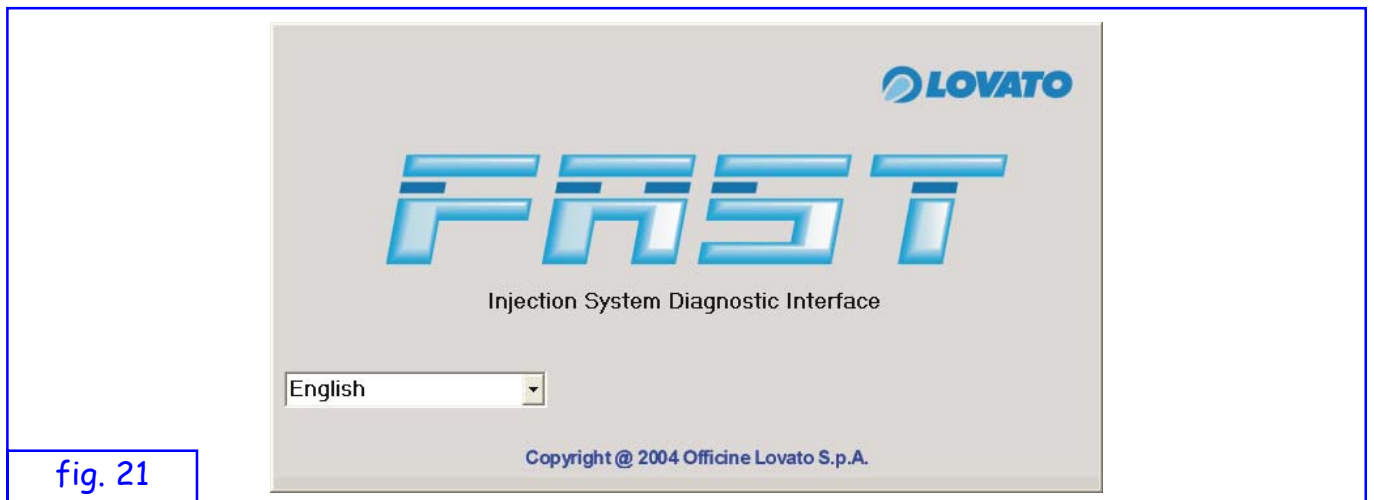 LOVATO
FAST
Injection System Diagnostic Interface
English
Copyright @ 2004 Officine Lovato S.p.A.
fig. 21